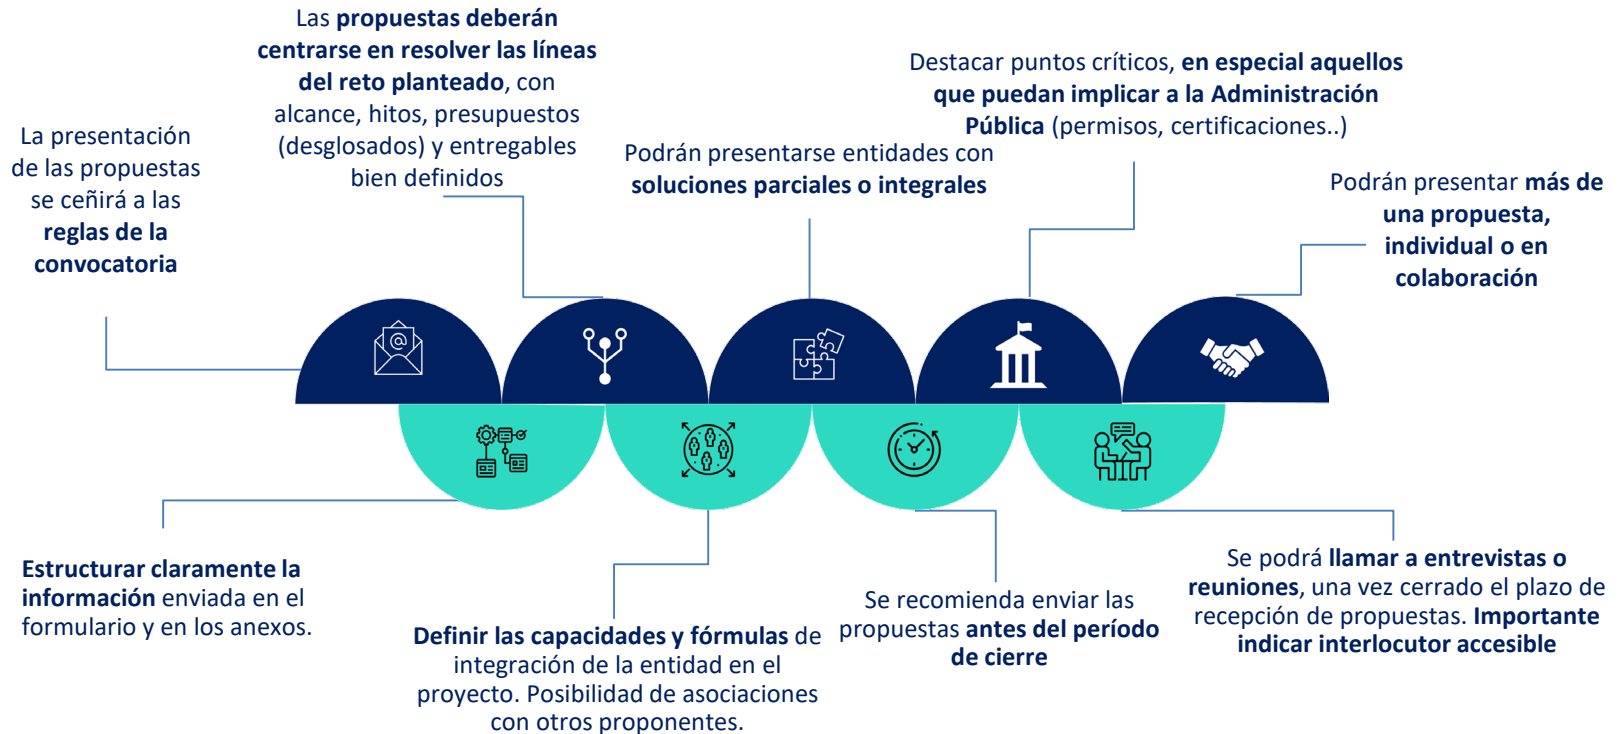 La presentación
de las propuestas
se ceñirá a las
reglas de la
convocatoria
Las propuestas deberán
centrarse en resolver las líneas
del reto planteado, con
alcance, hitos, presupuestos
(desglosados) y entregables
bien definidos
Podrán presentarse entidades con
soluciones parciales o integrales
Destacar puntos críticos, en especial aquellos
que puedan implicar a la Administración
Pública (permisos, certificaciones..)
Podrán presentar más de
una propuesta,
individual o en
colaboración
@
Estructurar claramente la
información enviada en el
formulario y en los anexos.
Definir las capacidades y fórmulas de
integración de la entidad en el
proyecto. Posibilidad de asociaciones
con otros proponentes.
Se recomienda enviar las
propuestas antes del período
de cierre
Se podrá llamar a entrevistas o
reuniones, una vez cerrado el plazo de
recepción de propuestas. Importante
indicar interlocutor accesible